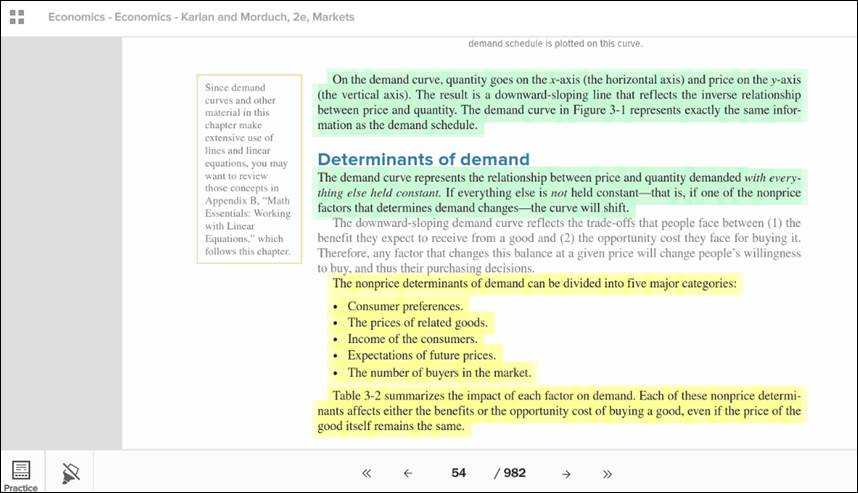 Economics - Economics - Karlan and Morduch, 2e, Markets
demand schedule is plotted on this curve.
Since demand
curves and other
material in this
chapter make
extensive use of
lines and linear
equations, you may
want to review
those concepts in
Appendix B, “Math
Essentials: Working
with Linear
Equations,” which
follows this chapter.
On the demand curve, quantity goes on the x-axis (the horizontal axis) and price on the y-axis
(the vertical axis). The result is a downward-sloping line that reflects the inverse relationship
between price and quantity. The demand curve in Figure 3-1 represents exactly the same infor-
mation as the demand schedule.
Determinants of demand
The demand curve represents the relationship between price and quantity demanded with every-
thing else held constant. If everything else is not held constant—that is, if one of the nonprice
factors that determines demand changes—the curve will shift.
The downward-sloping demand curve reflects the trade-offs that people face between (1) the
benefit they expect to receive from a good and (2) the opportunity cost they face for buying it.
Therefore, any factor that changes this balance at a given price will change people’s willingness
to buy, and thus their purchasing decisions.
The nonprice determinants of demand can be divided into five major categories:
• Consumer preferences.
• The prices of related goods.
• Income of the consumers.
• Expectations of future prices.
• The number of buyers in the market.
Table 3-2 summarizes the impact of each factor on demand. Each of these nonprice determi-
nants affects either the benefits or the opportunity cost of buying a good, even if the price of the
good itself remains the same.
Practice
54 / 982